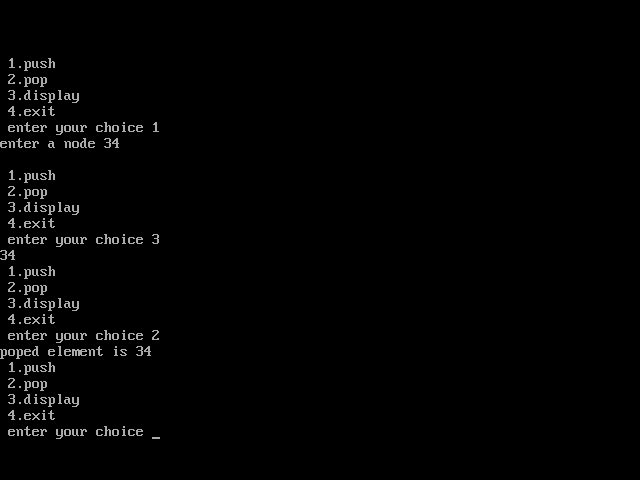 1.push
2.pop
3.display
4.exit
enter your choice 1
enter a node 34
1.push
2.pop
3.display
4.exit
enter your choice 3
34
1.push
2.pop
3.display
4.exit
enter your choice 2
poped element is 34
1.push
2.pop
3.display
4.exit
enter your choice _